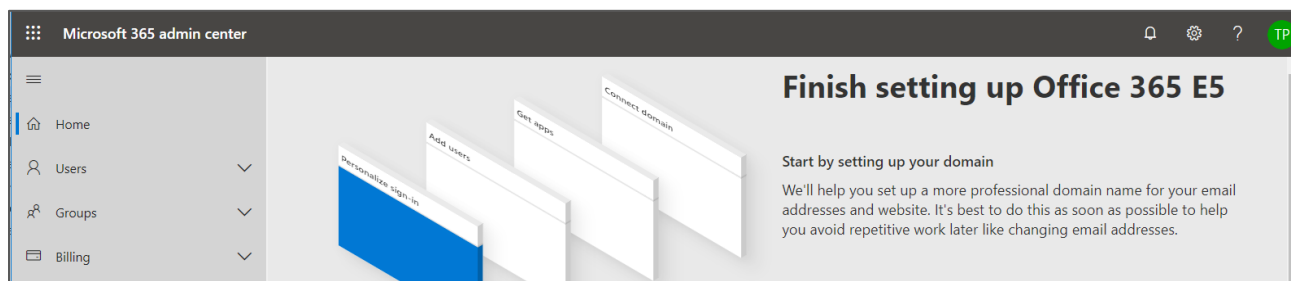 Microsoft 365 admin center
?
TP
Home
Users
Groups
Billing
Personalize sign-in
Add users
Get apps
Connect domain
Finish setting up Office 365 E5
Start by setting up your domain
We'll help you set up a more professional domain name for your email
addresses and website. It's best to do this as soon as possible to help
you avoid repetitive work later like changing email addresses.